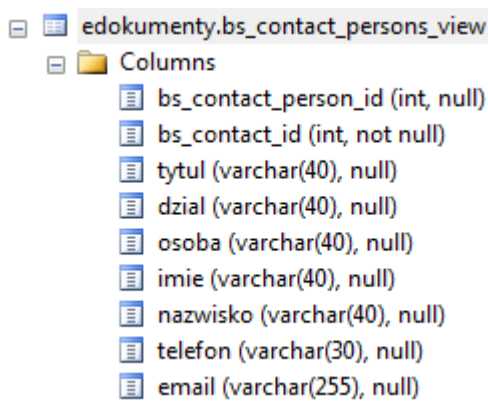 edokumenty.bs_contact_persons_view
Columns
bs_contact_person_id (int, null)
bs_contact_id (int, not null)
tytul (varchar(40), null)
dzial (varchar(40), null)
osoba (varchar(40), null)
imie (varchar(40), null)
nazwisko (varchar(40), null)
telefon (varchar(30), null)
email (varchar(255), null)